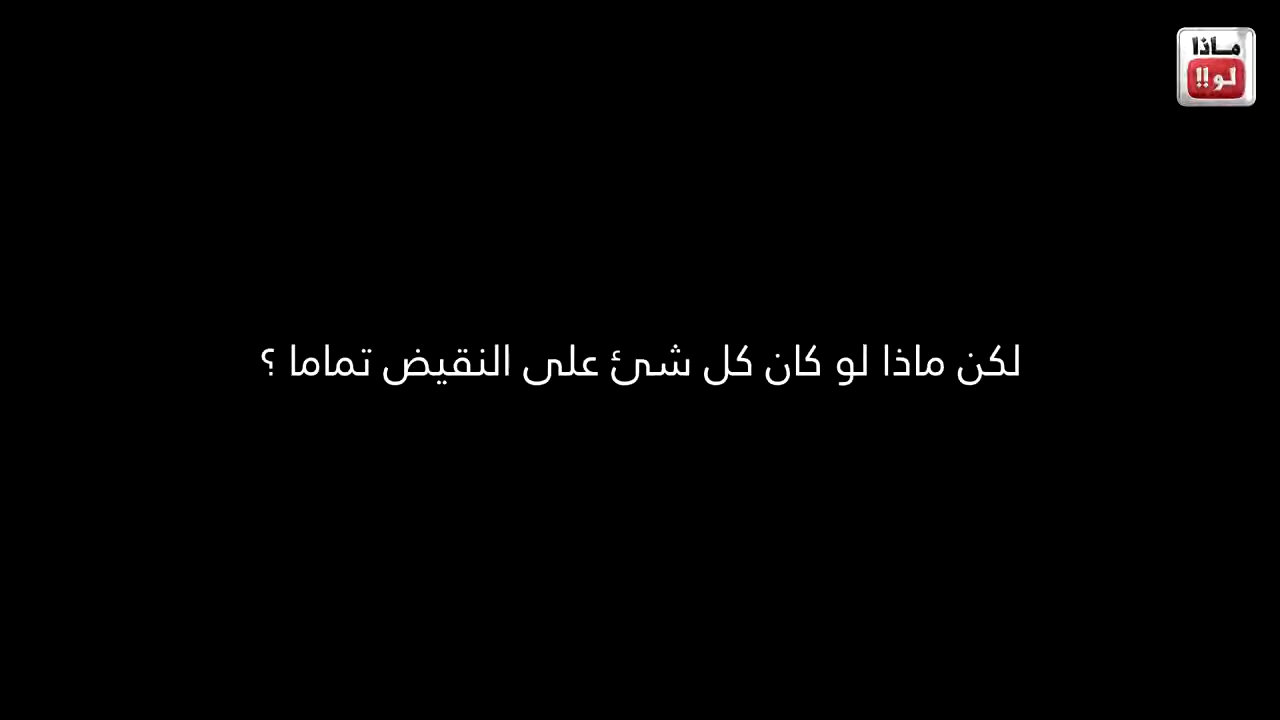 ماذا
لو!!
لكن ماذا لو كان كل شئ على النقيض تماما ؟